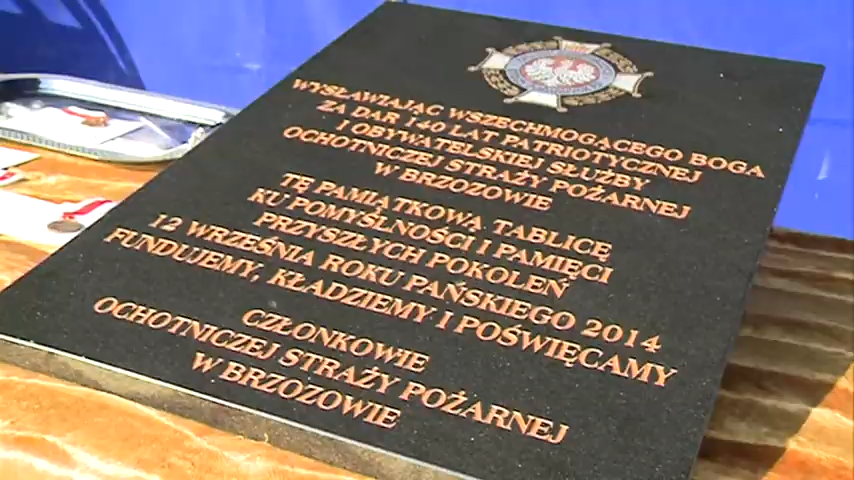 WYSŁAWIAJĄC WSZECHMOGĄCEGO BOGA
ZA DAR 140 LAT PATRIOTYCZNEJ
I OBYWATELSKIEJ SŁUŻBY
OCHOTNICZEJ STRAŻY POŻARNEJ
W BRZOZOWIE
TĘ PAMIĄTKOWĄ TABLICĘ
KU POMYŚLNOŚCI I PAMIĘCI
PRZYSZŁYCH POKOLEŃ
12 WRZEŚNIA ROKU PAŃSKIEGO 2014
FUNDUJEMY, KŁADZIEMY I POŚWIĘCAMY
CZŁONKOWIE
OCHOTNICZEJ STRAŻY POŻARNEJ
W BRZOZOWIE